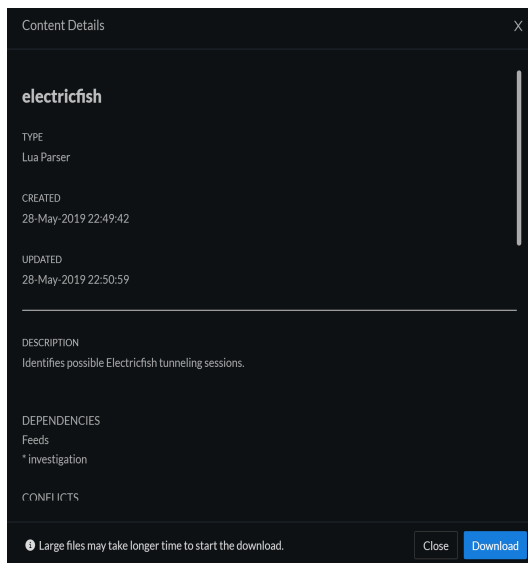 Content Details X
electricfish
TYPE
Lua Parser
CREATED
28-May-2019 22:49:42
UPDATED
28-May-2019 22:50:59
DESCRIPTION
Identifies possible Electricfish tunneling sessions.
DEPENDENCIES
Feeds
* investigation
CONFLICTS
Large files may take longer time to start the download. Close Download